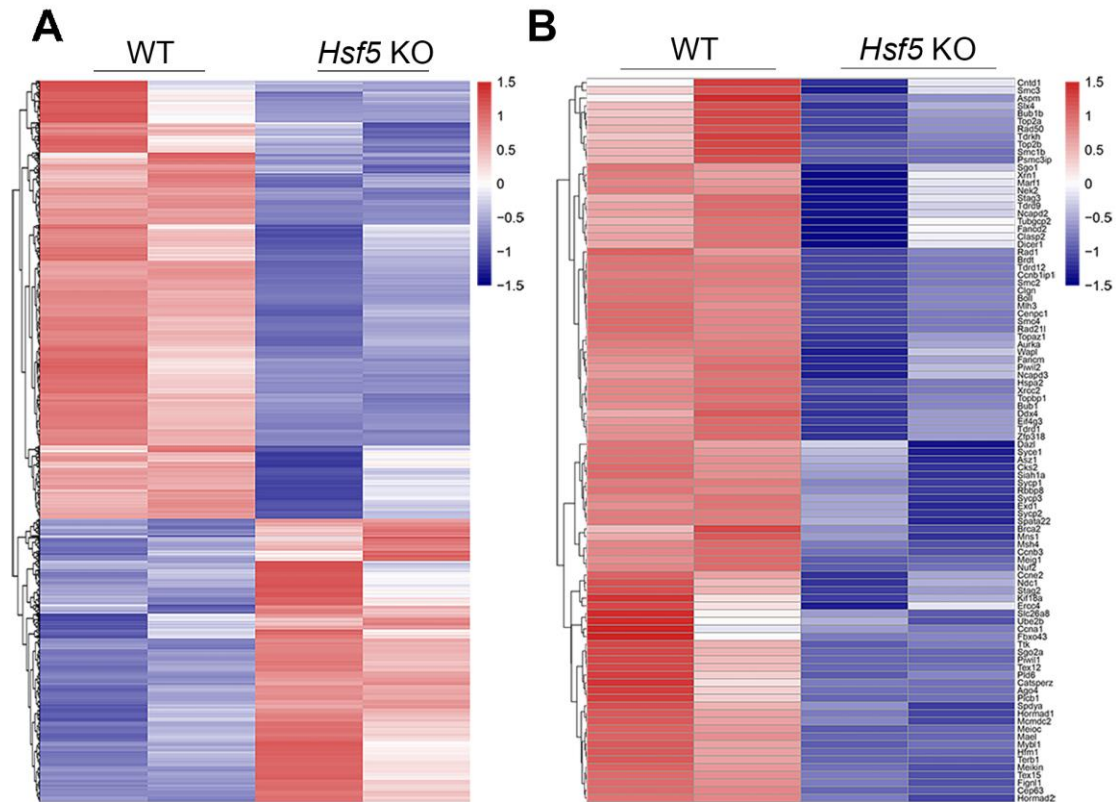 A
WT
Hsf5 KO
1.5
1
0.5
0
−0.5
−1
−1.5
B
WT
Hsf5 KO
1.5
1
0.5
0
−0.5
−1
−1.5
Cntd1
Smc3
Aspm
Slx4
Bub1b
Top2a
Rad50
Tdrkh
Top2b
Smc1b
Psmc3ip
Sgo1
Xrn1
Marf1
Nek2
Stag3
Tdrd9
Ncapd2
Tubgcp2
Fancd2
Clasp2
Dicer1
Rad1
Brdt
Tdrd12
Ccnb1ip1
Smc2
Clgn
Boll
Mlh3
Cenpc1
Smc4
Rad21l
Topaz1
Aurka
Wapl
Fancm
Piwil2
Ncapd3
Hspa2
Xrcc2
Topbp1
Bub1
Ddx4
Eif4g3
Tdrd1
Zfp318
Dazl
Syce1
Asz1
Cks2
Siah1a
Sycp1
Rbbp8
Sycp3
Exd1
Sycp2
Spata22
Brca2
Mns1
Msh4
Ccnb3
Meig1
Nuf2
Ccne2
Ndc1
Stag2
Kif18a
Ercc4
Slc26a8
Ube2b
Ccna1
Fbxo43
Ttk
Sgo2a
Piwil1
Tex12
Pld6
Catsperz
Ago4
Plcb1
Spdya
Hormad1
Mcmdc2
Meioc
Mael
Mybl1
Hfm1
Terb1
Meikin
Tex15
Fignl1
Cep63
Hormad2